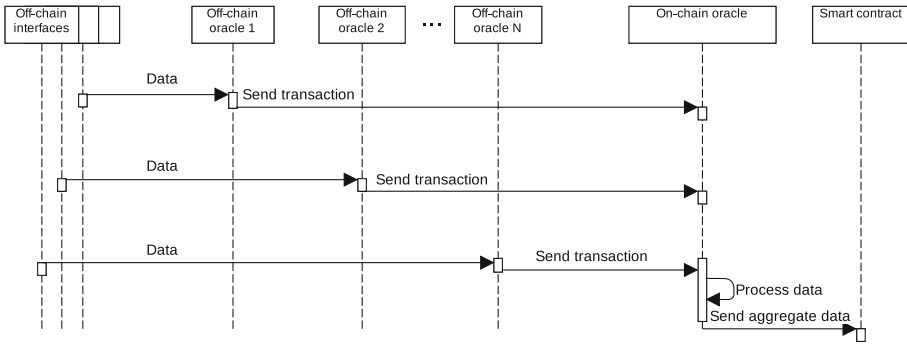 Off-chain
interfaces
Off-chain
oracle 1
Off-chain
oracle 2
...
Off-chain
oracle N
On-chain oracle
Smart contract
Data
Send transaction
Data
Send transaction
Data
Send transaction
Process data
Send aggregate data